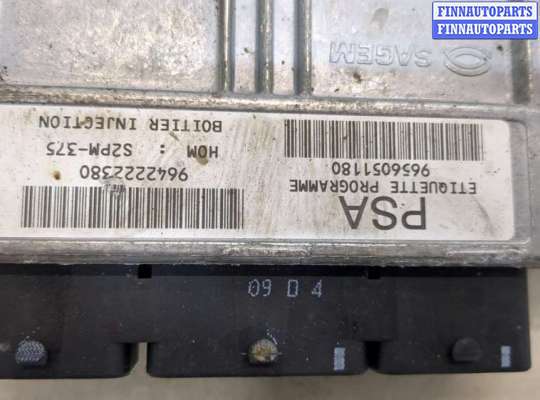 FINNAUTOPARTS
FINNAUTOPARTS
SAGEM
PSA
ETIQUETTE PROGRAMME
9656051180
9642222380
HOM : S2PM-375
BOITIER INJECTION
09 D 4